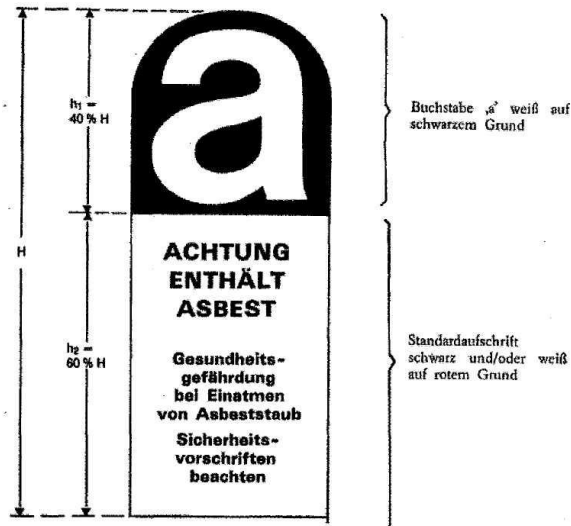 a
h₁ =
40 % H
Buchstabe ‚a’ weiß auf
schwarzem Grund
H
ACHTUNG
ENTHÄLT
ASBEST
h₂ =
60 % H
Gesundheits-
gefährdung
bei Einatmen
von Asbeststaub
Sicherheits-
vorschriften
beachten
Standardaufschrift
schwarz und/oder weiß
auf rotem Grund